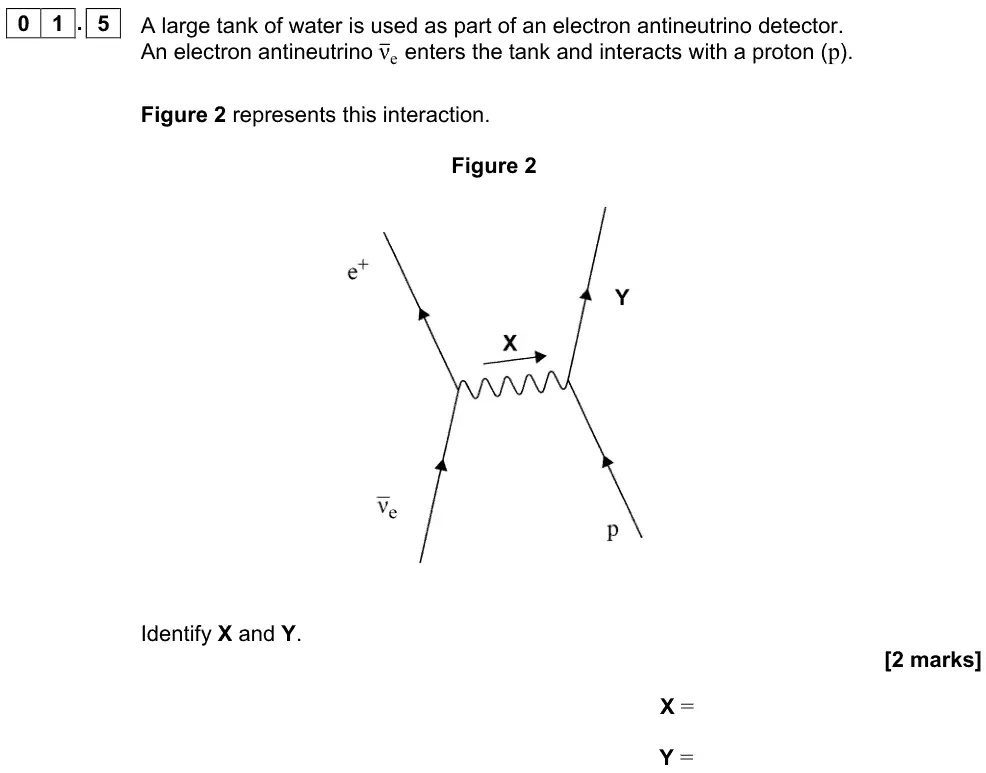 0 1 . 5 A large tank of water is used as part of an electron antineutrino detector.
An electron antineutrino ν̅ₑ enters the tank and interacts with a proton (p).
Figure 2 represents this interaction.
Figure 2
e⁺
Y
X
ν̅ₑ
p
Identify X and Y.
[2 marks]
X =
Y =